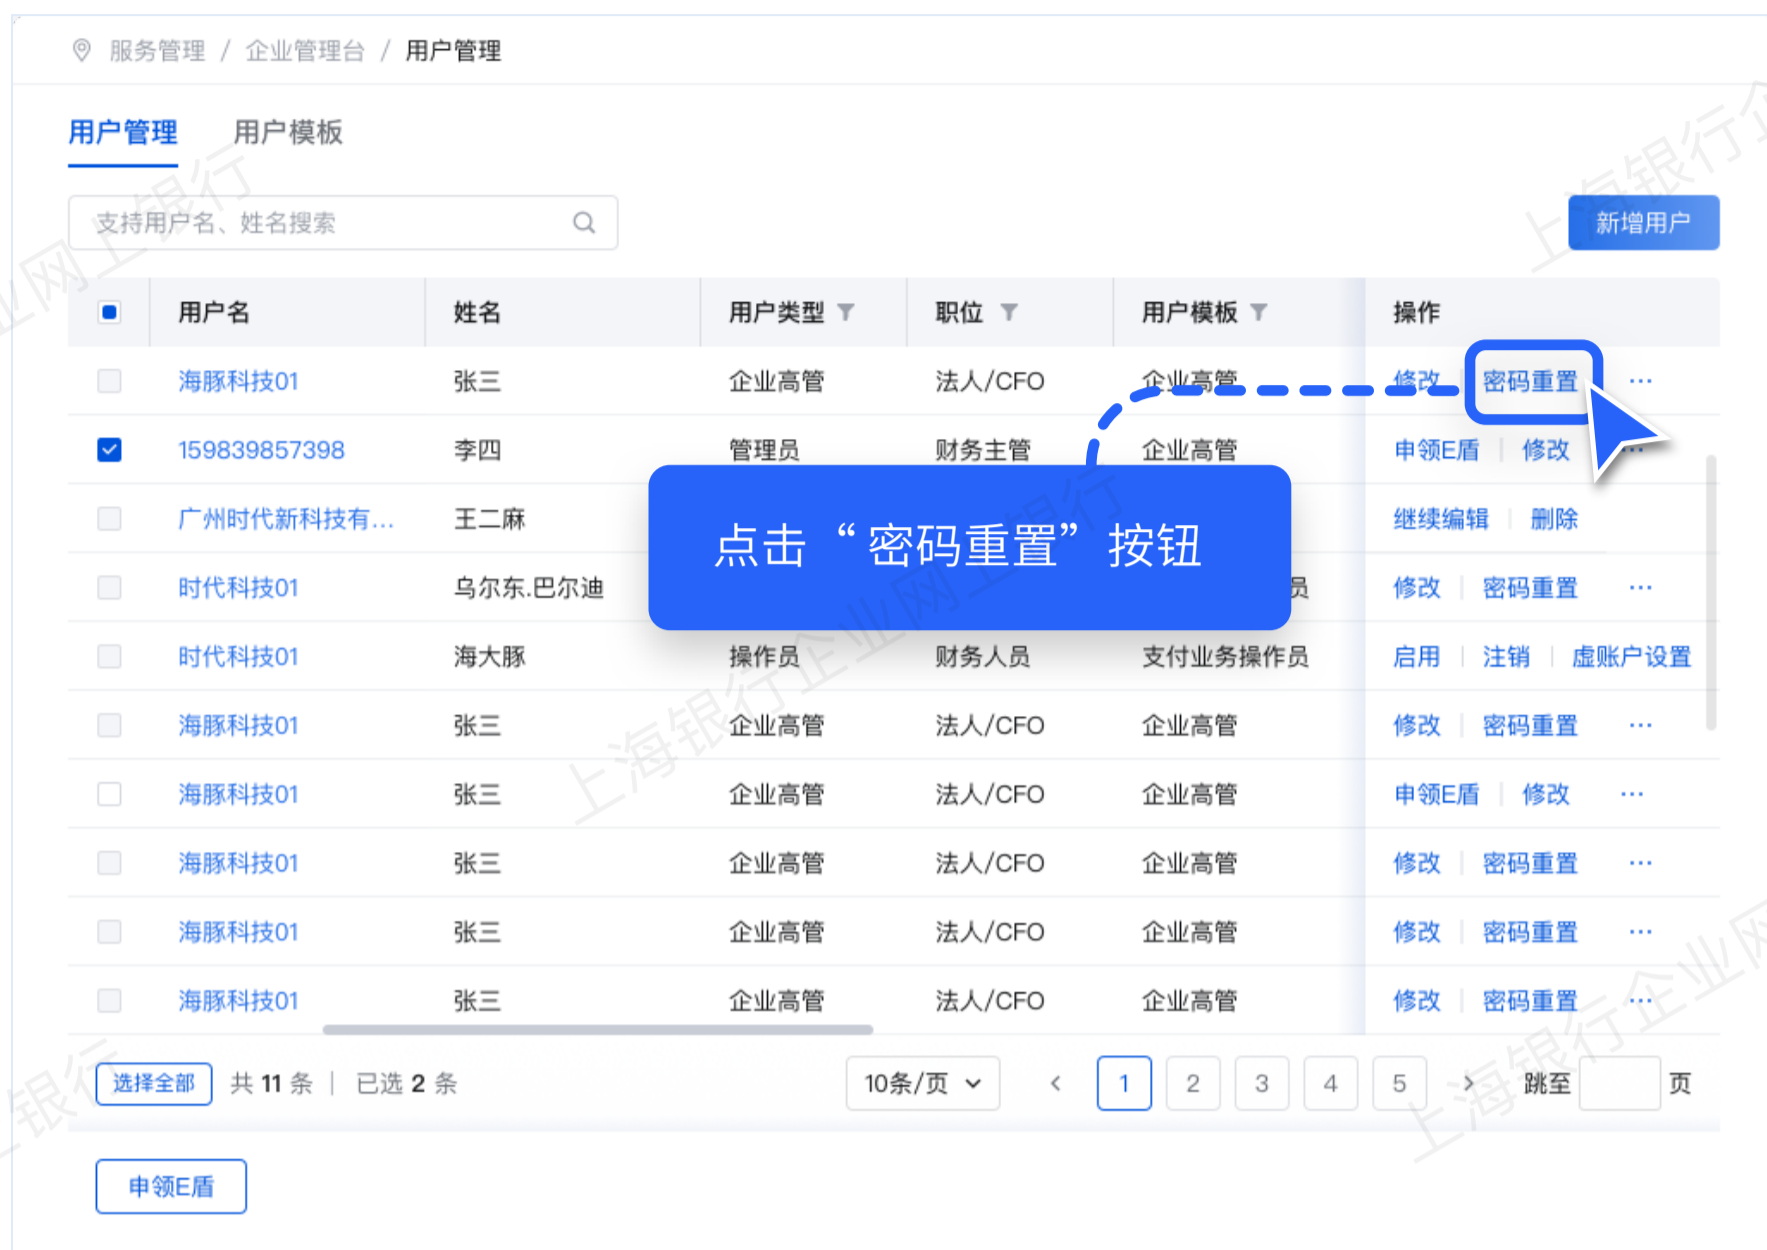 服务管理 / 企业管理台 / 用户管理
用户管理 用户模板
支持用户名、姓名搜索
新增用户
用户名 姓名 用户类型 职位 用户模板 操作
海豚科技01 张三 企业高管 法人/CFO 企业高管 修改 密码重置 ...
159839857398 李四 管理员 财务主管 企业高管 申领E盾 修改 ...
广州时代新科技有... 王二麻 继续编辑 删除
点击“密码重置”按钮
时代科技01 乌尔东.巴尔迪 员 修改 密码重置 ...
时代科技01 海大豚 操作员 财务人员 支付业务操作员 启用 注销 虚账户设置
海豚科技01 张三 企业高管 法人/CFO 企业高管 修改 密码重置 ...
海豚科技01 张三 企业高管 法人/CFO 企业高管 申领E盾 修改 ...
海豚科技01 张三 企业高管 法人/CFO 企业高管 修改 密码重置 ...
海豚科技01 张三 企业高管 法人/CFO 企业高管 修改 密码重置 ...
海豚科技01 张三 企业高管 法人/CFO 企业高管 修改 密码重置 ...
选择全部 共 11 条 | 已选 2 条 10条/页 < 1 2 3 4 5 > 跳至 页
申领E盾
上海银行企业网上银行